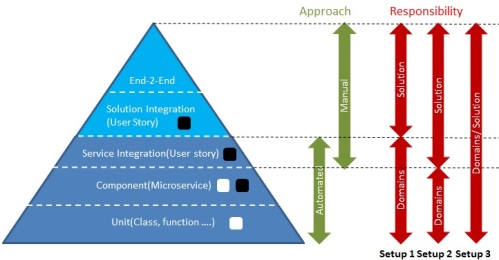 Approach
Responsibility
End-2-End
Solution Integration
(User Story)
Service Integration(User story)
Component(Microservice)
Unit(Class, function ....)
Manual
Automated
Solution
Domains
Solution
Domains
Domains/ Solution
Setup 1
Setup 2
Setup 3